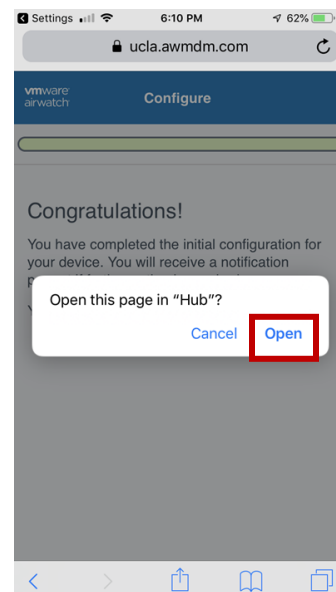 Settings 6:10 PM 62%
ucla.awmdm.com
vmware
airwatch
Configure
Congratulations!
You have completed the initial configuration for
your device. You will receive a notification
Open this page in “Hub”?
Cancel Open